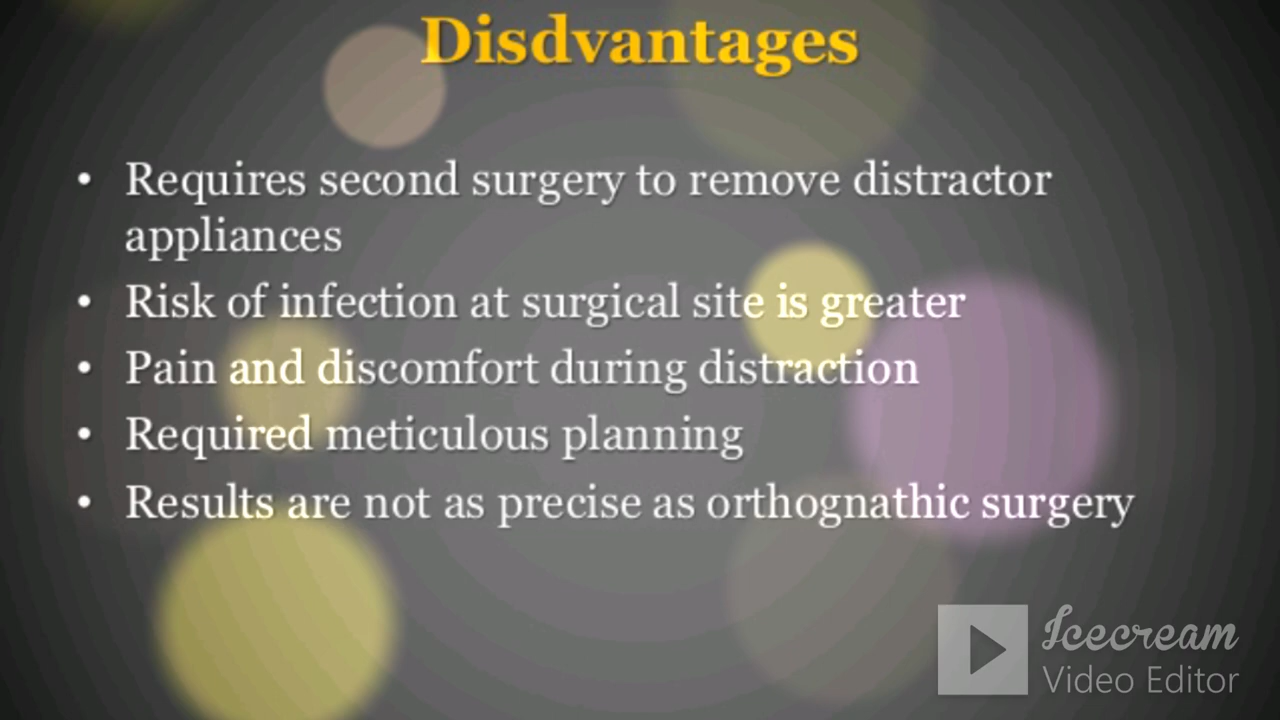 Disdvantages
• Requires second surgery to remove distractor
appliances
• Risk of infection at surgical site is greater
• Pain and discomfort during distraction
• Required meticulous planning
• Results are not as precise as orthognathic surgery
Icecream
Video Editor